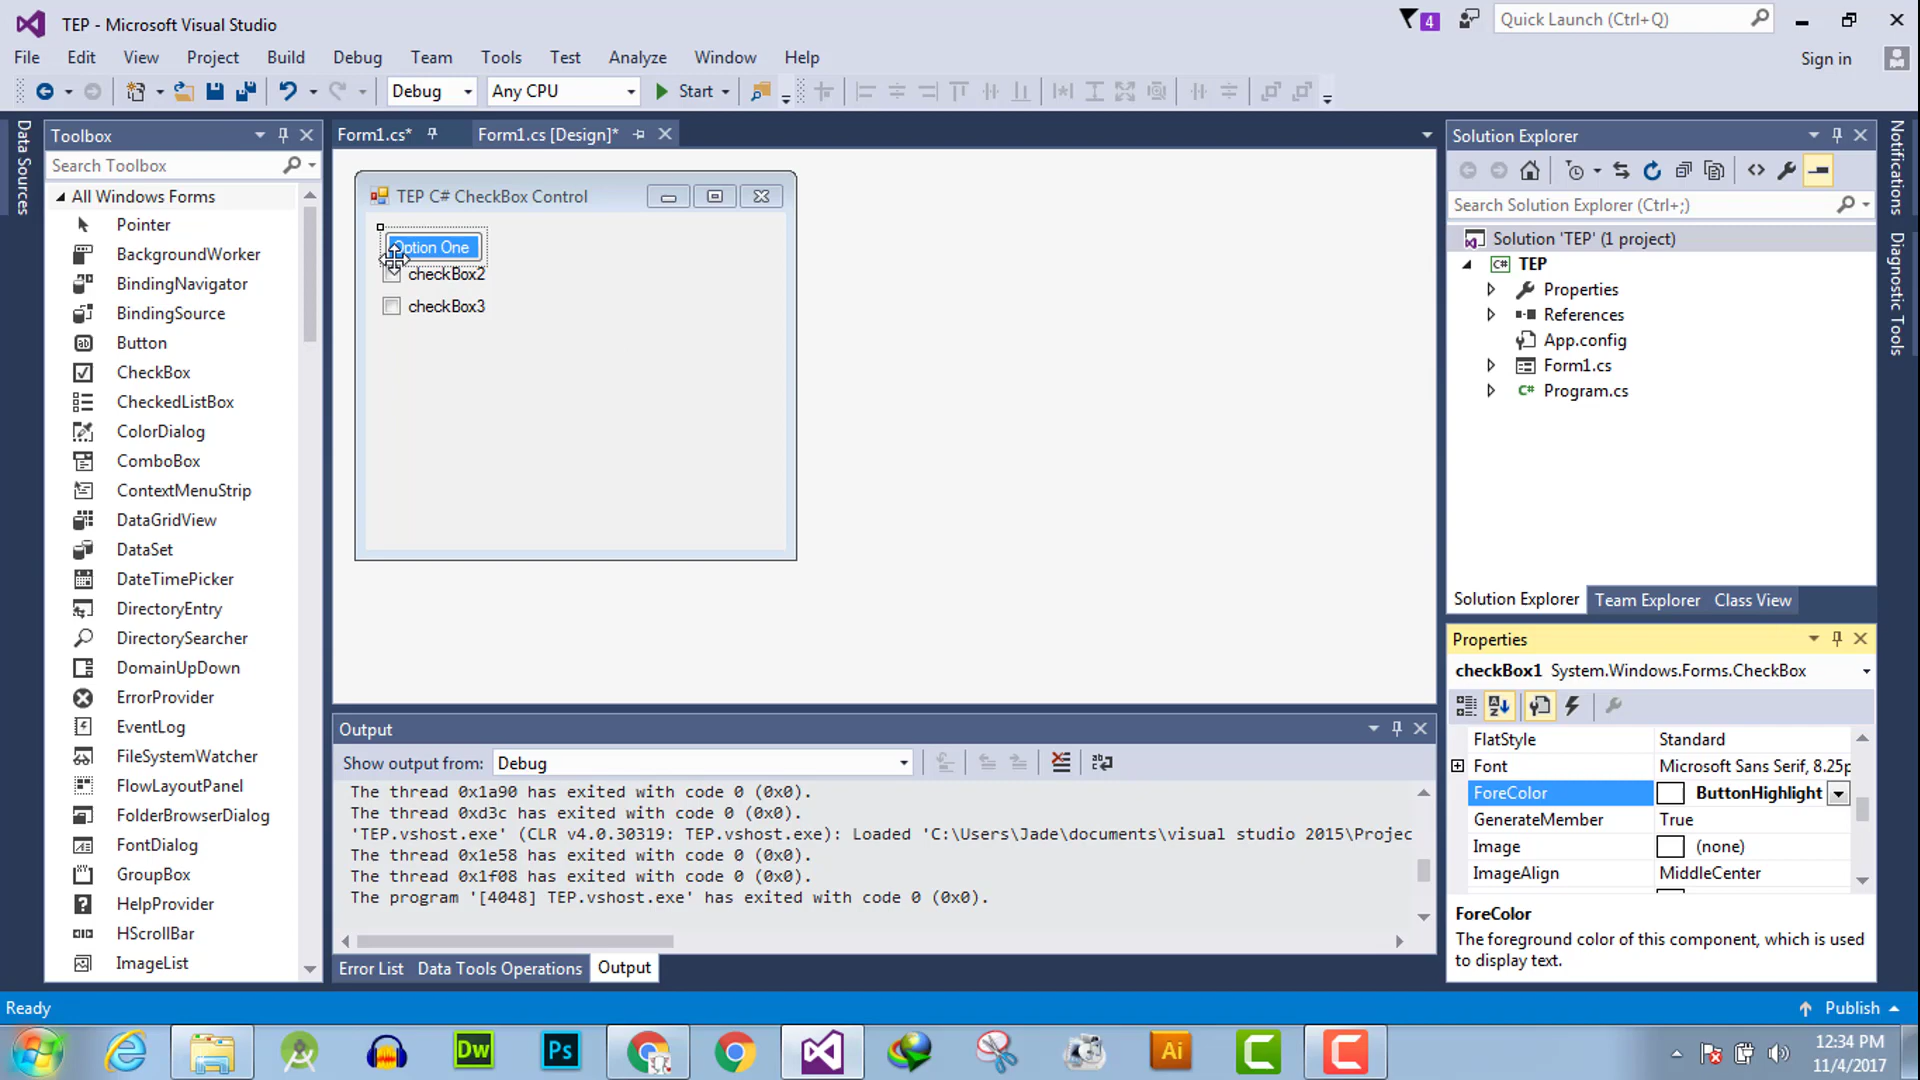 TEP - Microsoft Visual Studio
4
Quick Launch (Ctrl+Q)
File Edit View Project Build Debug Team Tools Test Analyze Window Help
Sign in
Debug Any CPU Start
Data Sources
Toolbox
Search Toolbox
All Windows Forms
Pointer
BackgroundWorker
BindingNavigator
BindingSource
Button
CheckBox
CheckedListBox
ColorDialog
ComboBox
ContextMenuStrip
DataGridView
DataSet
DateTimePicker
DirectoryEntry
DirectorySearcher
DomainUpDown
ErrorProvider
EventLog
FileSystemWatcher
FlowLayoutPanel
FolderBrowserDialog
FontDialog
GroupBox
HelpProvider
HScrollBar
ImageList
Form1.cs* Form1.cs [Design]*
TEP C# CheckBox Control
Option One
checkBox2
checkBox3
Output
Show output from: Debug
The thread 0x1a90 has exited with code 0 (0x0).
The thread 0xd3c has exited with code 0 (0x0).
'TEP.vshost.exe' (CLR v4.0.30319: TEP.vshost.exe): Loaded 'C:\Users\Jade\documents\visual studio 2015\Projec
The thread 0x1e58 has exited with code 0 (0x0).
The thread 0x1f08 has exited with code 0 (0x0).
The program '[4048] TEP.vshost.exe' has exited with code 0 (0x0).
Error List Data Tools Operations Output
Solution Explorer
Search Solution Explorer (Ctrl+;)
Solution 'TEP' (1 project)
C# TEP
Properties
References
App.config
Form1.cs
C# Program.cs
Solution Explorer Team Explorer Class View
Properties
checkBox1 System.Windows.Forms.CheckBox
FlatStyle Standard
Font Microsoft Sans Serif, 8.25p
ForeColor ButtonHighlight
GenerateMember True
Image (none)
ImageAlign MiddleCenter
ForeColor
The foreground color of this component, which is used
to display text.
Notifications
Diagnostic Tools
Ready
Publish
Dw Ps Ai
12:34 PM
11/4/2017